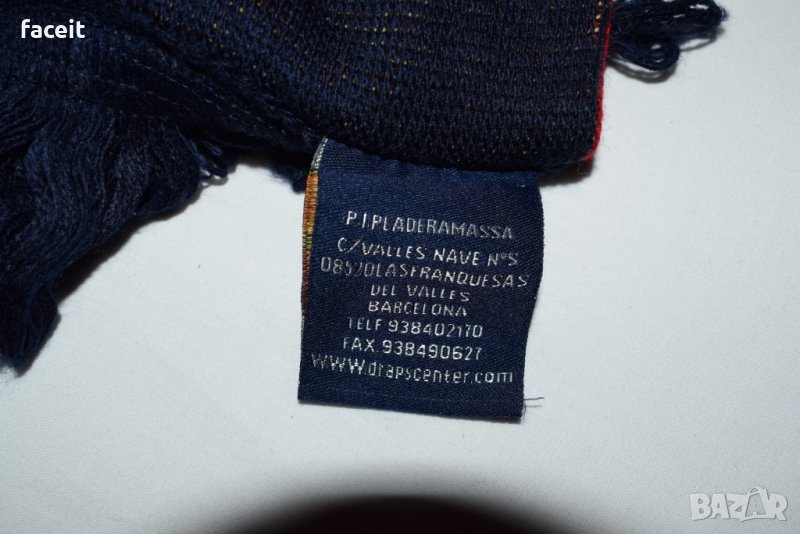 faceit
P.I.PLADERAMASSA
C/VALLES NAVE Nº5
08520LASFRANQUESAS
DEL VALLES
BARCELONA
TELF 938402170
FAX.938490627
www.drapscenter.com
BAZAR